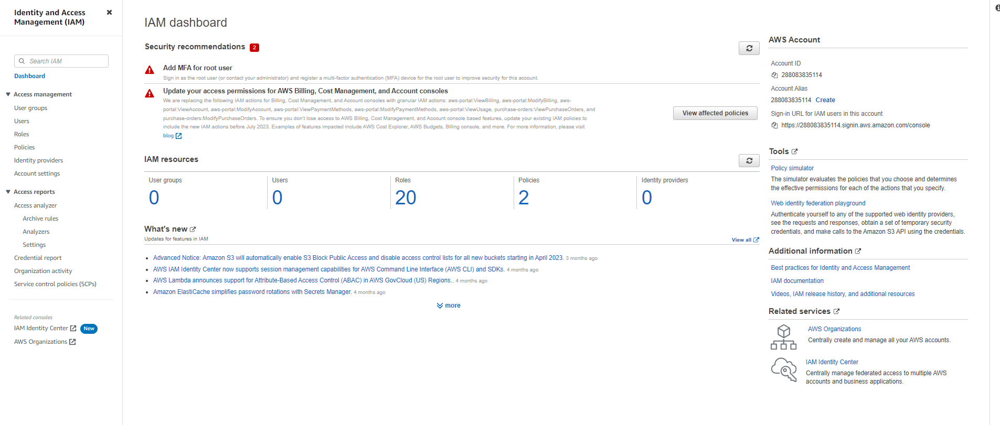 Identity and Access
Management (IAM)
Search IAM
Dashboard
Access management
User groups
Users
Roles
Policies
Identity providers
Account settings
Access reports
Access analyzer
Archive rules
Analyzers
Settings
Credential report
Organization activity
Service control policies (SCPs)
Related consoles
IAM Identity Center New
AWS Organizations
IAM dashboard
Security recommendations 2
Add MFA for root user
Sign in as the root user (or contact your administrator) and register a multi-factor authentication (MFA) device for the root user to improve security for this account.
Update your access permissions for AWS Billing, Cost Management, and Account consoles
We are replacing the following IAM actions for Billing, Cost Management, and Account consoles with granular IAM actions: aws-portal:ViewBilling, aws-portal:ModifyBilling, aws-
portal:ViewAccount, aws-portal:ModifyAccount, aws-portal:ViewPaymentMethods, aws-portal:ModifyPaymentMethods, aws-portal:ViewUsage, purchase-orders:ViewPurchaseOrders, and
purchase-orders:ModifyPurchaseOrders. To ensure you don't lose access to AWS Billing, Cost Management, and Account console based features, update your existing IAM policies to
include the new IAM actions before July 2023. Examples of features impacted include AWS Cost Explorer, AWS Budgets, Billing console, and more. For more information, please visit
blog .
View affected policies
IAM resources
User groups
0
Users
0
Roles
20
Policies
2
Identity providers
0
What's new
Updates for features in IAM
View all
Advanced Notice: Amazon S3 will automatically enable S3 Block Public Access and disable access control lists for all new buckets starting in April 2023. 3 months ago
AWS IAM Identity Center now supports session management capabilities for AWS Command Line Interface (AWS CLI) and SDKs. 4 months ago
AWS Lambda announces support for Attribute-Based Access Control (ABAC) in AWS GovCloud (US) Regions.. 4 months ago
Amazon ElastiCache simplifies password rotations with Secrets Manager. 4 months ago
more
AWS Account
Account ID
288083835114
Account Alias
288083835114 Create
Sign-in URL for IAM users in this account
https://288083835114.signin.aws.amazon.com/console
Tools
Policy simulator
The simulator evaluates the policies that you choose and determines
the effective permissions for each of the actions that you specify.
Web identity federation playground
Authenticate yourself to any of the supported web identity providers,
see the requests and responses, obtain a set of temporary security
credentials, and make calls to the Amazon S3 API using the credentials.
Additional information
Best practices for Identity and Access Management
IAM documentation
Videos, IAM release history, and additional resources
Related services
AWS Organizations
Centrally create and manage all your AWS accounts.
IAM Identity Center
Centrally manage federated access to multiple AWS
accounts and business applications.